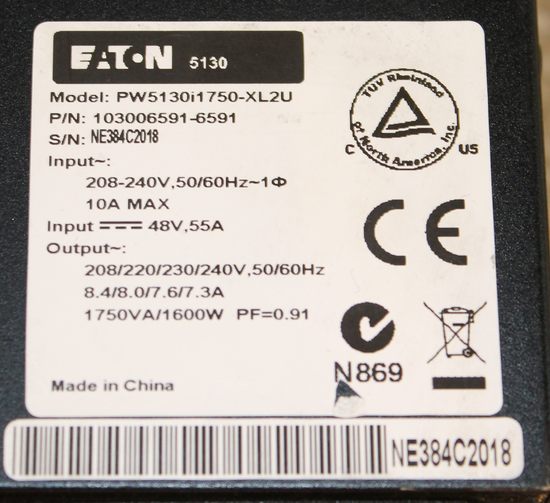 EATON 5130
Model: PW5130i1750-XL2U
P/N: 103006591-6591
S/N: NE384C2018
Input~:
208-240V,50/60Hz~1Φ
10A MAX
Input ⎓ 48V,55A
Output~:
208/220/230/240V,50/60Hz
8.4/8.0/7.6/7.3A
1750VA/1600W PF=0.91
Made in China
TUV Rheinland
of North America, Inc.
C US
CE
N869
NE384C2018